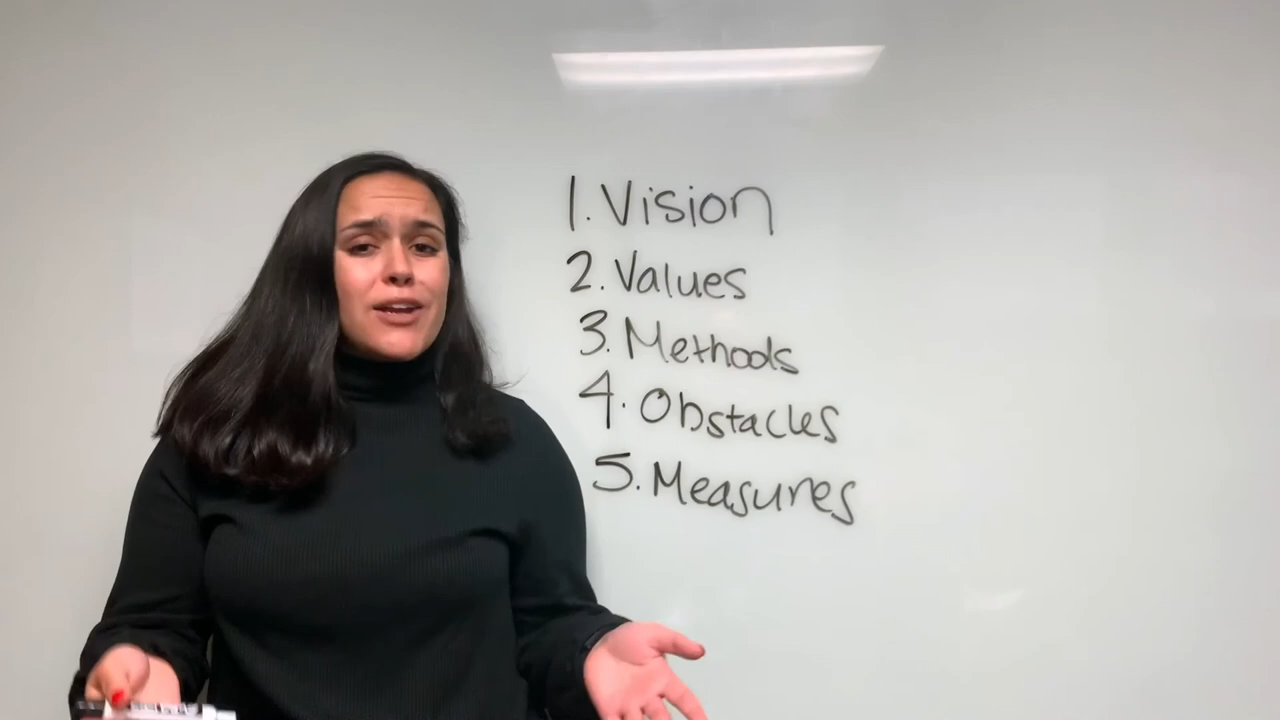 1. Vision
2. Values
3. Methods
4. Obstacles
5. Measures